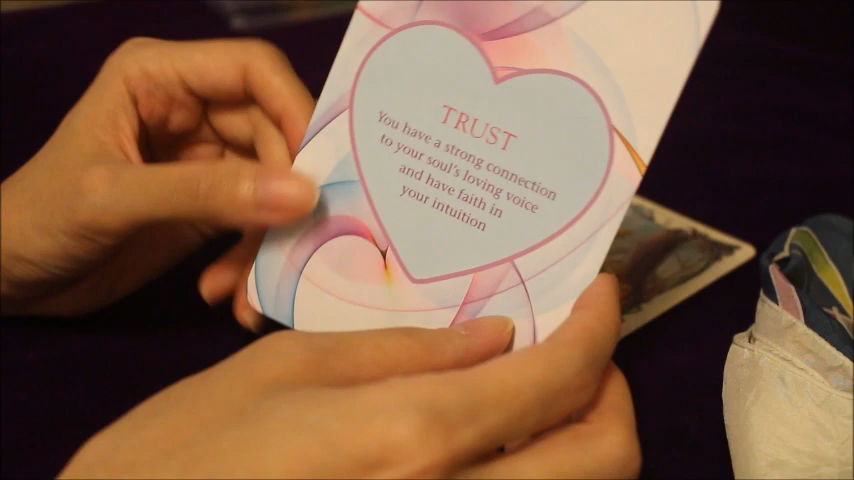 TRUST
You have a strong connection
to your soul's loving voice
and have faith in
your intuition